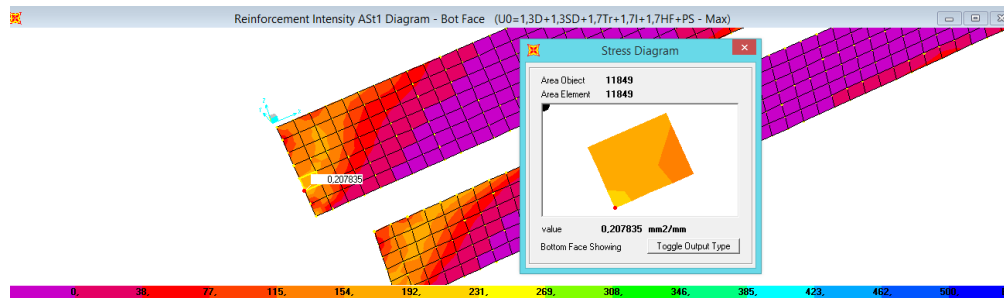 Reinforcement Intensity ASt1 Diagram - Bot Face (U0=1,3D+1,3SD+1,7Tr+1,7I+1,7HF+PS - Max)
Stress Diagram
Area Object 11849
Area Element 11849
0,207835
value 0,207835 mm2/mm
Bottom Face Showing Toggle Output Type
0, 38, 77, 115, 154, 192, 231, 269, 308, 346, 385, 423, 462, 500,